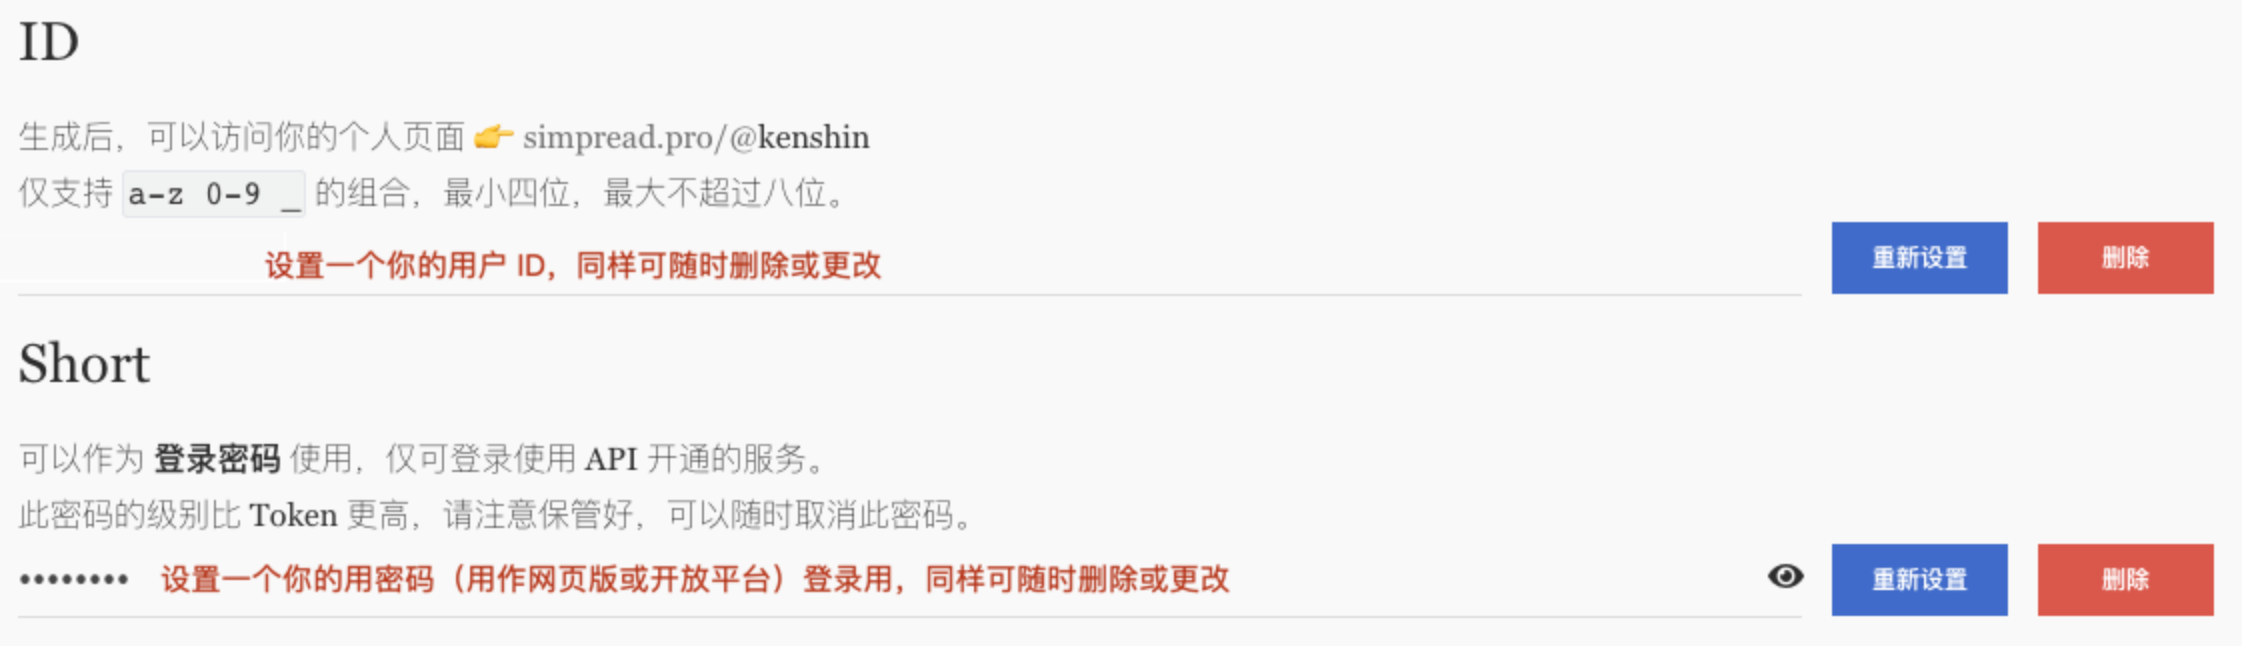 ID
生成后，可以访问你的个人页面 👉 simpread.pro/@kenshin
仅支持 a-z 0-9 _ 的组合，最小四位，最大不超过八位。
设置一个你的用户 ID，同样可随时删除或更改
重新设置
删除
Short
可以作为 登录密码 使用，仅可登录使用 API 开通的服务。
此密码的级别比 Token 更高，请注意保管好，可以随时取消此密码。
•••••••• 设置一个你的用密码（用作网页版或开放平台）登录用，同样可随时删除或更改
重新设置
删除